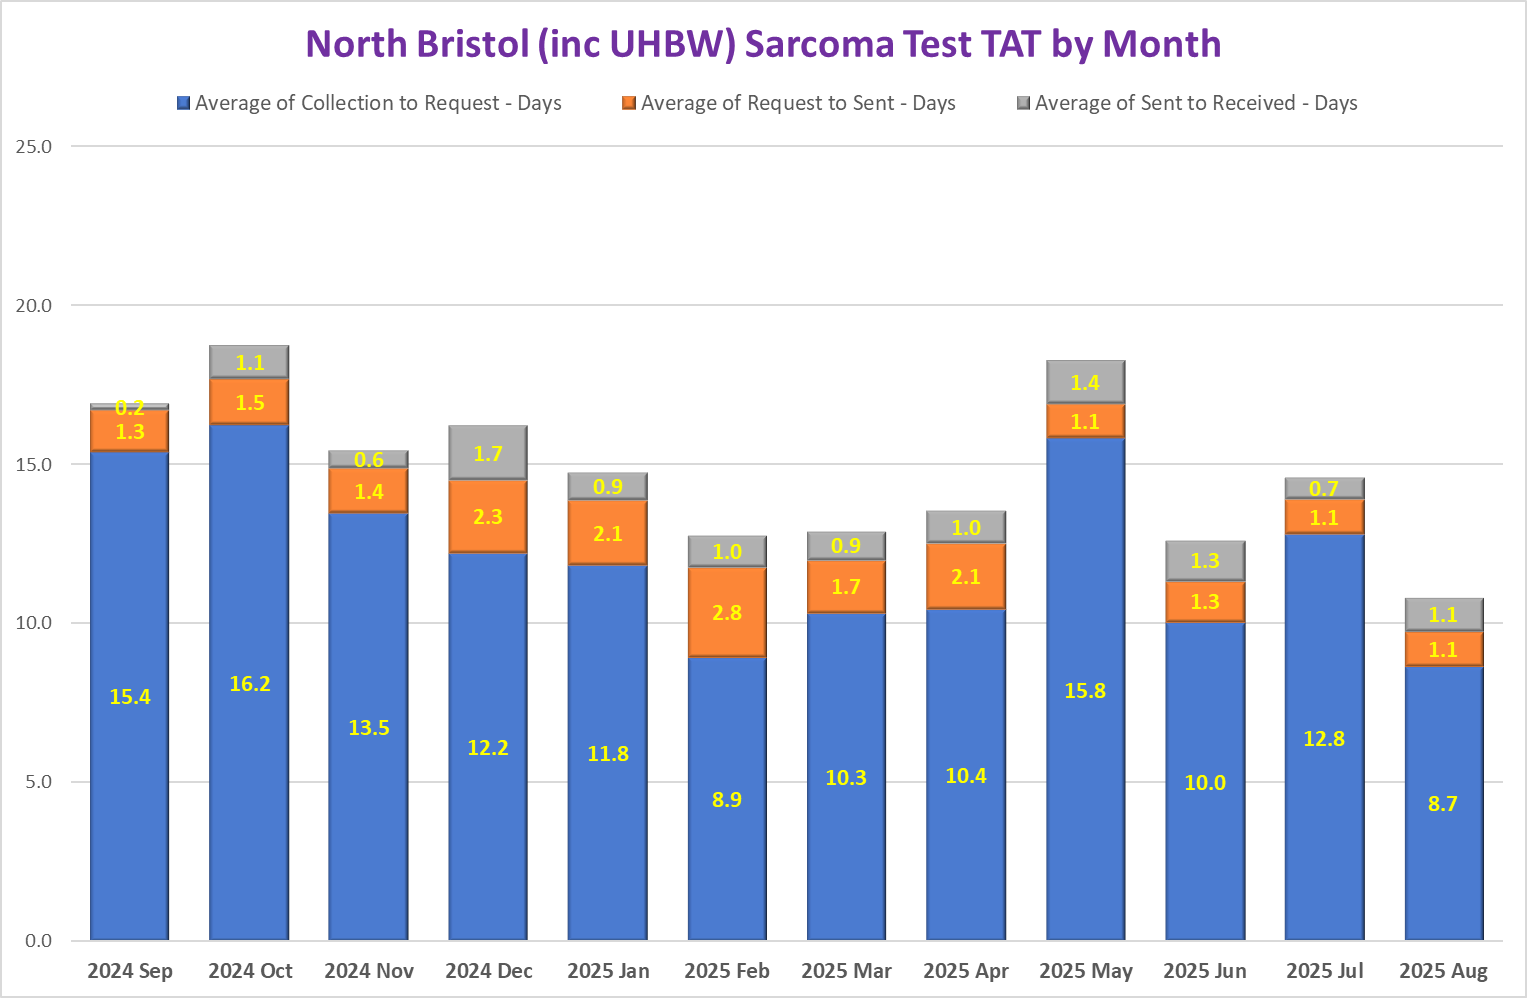 North Bristol (inc UHBW) Sarcoma Test TAT by Month
Average of Collection to Request - Days Average of Request to Sent - Days Average of Sent to Received - Days
25.0
20.0
15.0
10.0
5.0
0.0
0.2 1.1 0.6 1.7 0.9 1.0 0.9 1.0 1.4 1.3 0.7 1.1
1.3 1.5 1.4 2.3 2.1 2.8 1.7 2.1 1.1 1.3 1.1 1.1
15.4 16.2 13.5 12.2 11.8 8.9 10.3 10.4 15.8 10.0 12.8 8.7
2024 Sep 2024 Oct 2024 Nov 2024 Dec 2025 Jan 2025 Feb 2025 Mar 2025 Apr 2025 May 2025 Jun 2025 Jul 2025 Aug